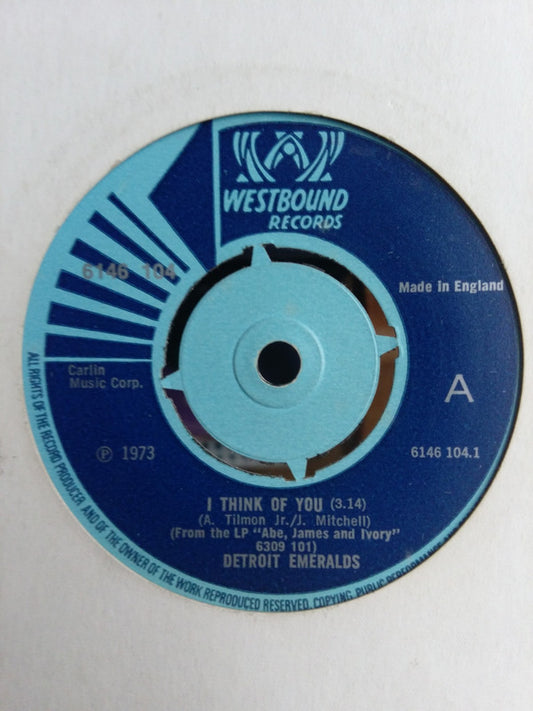 WESTBOUND
RECORDS
6146 104
Made in England
Carlin
Music Corp.
A
℗ 1973
6146 104.1
I THINK OF YOU (3.14)
(A. Tilmon Jr./J. Mitchell)
(From the LP "Abe, James and Ivory"
6309 101)
DETROIT EMERALDS
ALL RIGHTS OF THE RECORD PRODUCER AND OF THE OWNER OF THE WORK REPRODUCED RESERVED. COPYING, PUBLIC PERFORMANCE